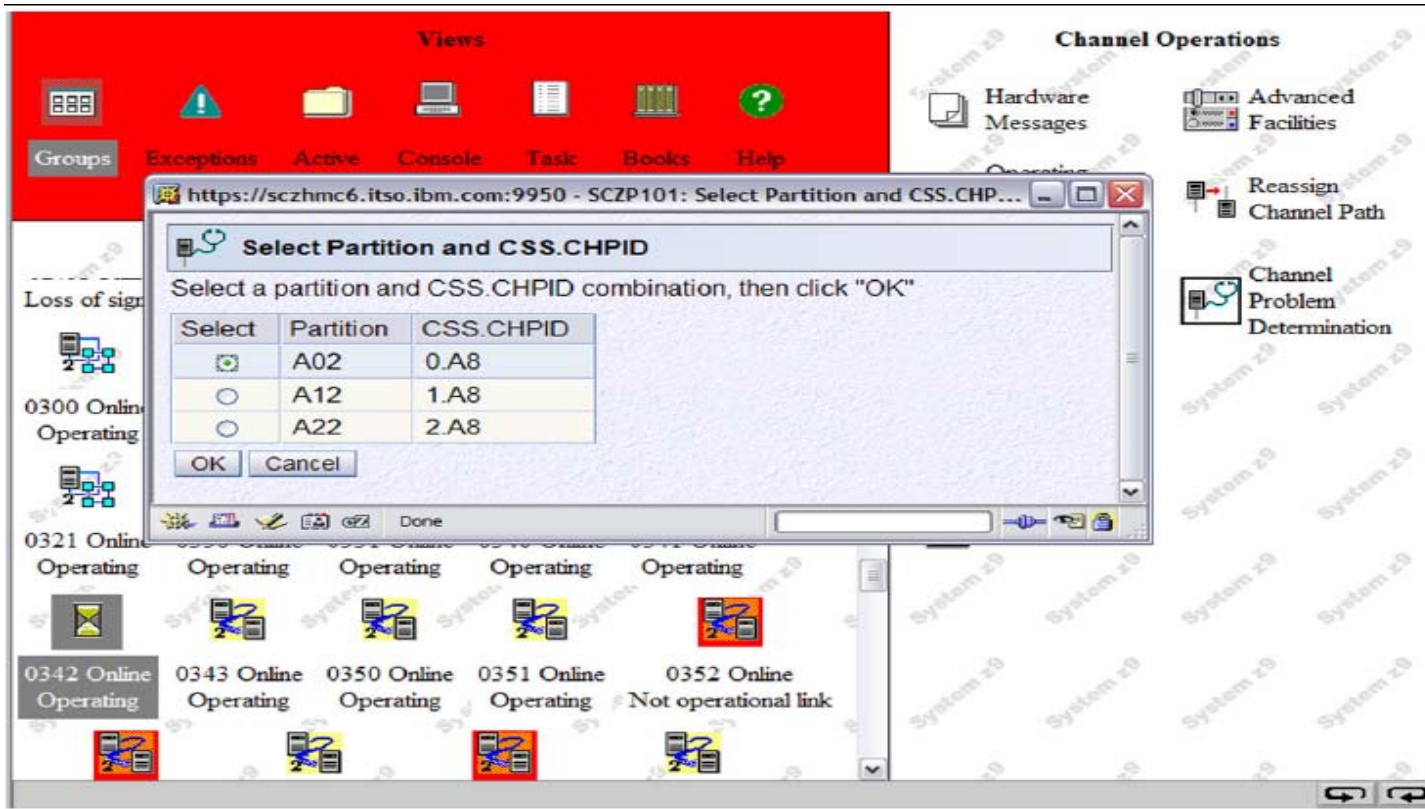 Views
Groups
Exceptions
Active
Console
Task
Books
Help
Channel Operations
Hardware
Messages
Advanced
Facilities
Operating
Reassign
Channel Path
Channel
Problem
Determination
https://sczhmc6.itso.ibm.com:9950 - SCZP101: Select Partition and CSS.CHP...
Select Partition and CSS.CHPID
Select a partition and CSS.CHPID combination, then click "OK"
Select Partition CSS.CHPID
A02 0.A8
A12 1.A8
A22 2.A8
OK Cancel
Done
Loss of sign
0300 Online
Operating
0321 Online
Operating
Operating
Operating
Operating
Operating
0342 Online
Operating
0343 Online
Operating
0350 Online
Operating
0351 Online
Operating
0352 Online
Not operational link
System z9